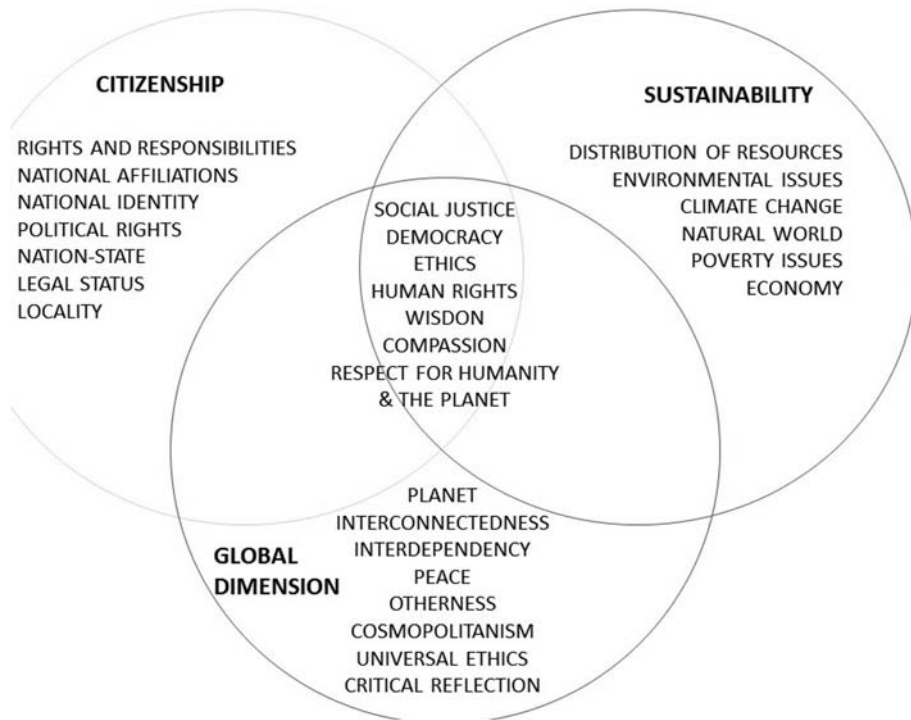 CITIZENSHIP
RIGHTS AND RESPONSIBILITIES
NATIONAL AFFILIATIONS
NATIONAL IDENTITY
POLITICAL RIGHTS
NATION-STATE
LEGAL STATUS
LOCALITY
SUSTAINABILITY
DISTRIBUTION OF RESOURCES
ENVIRONMENTAL ISSUES
CLIMATE CHANGE
NATURAL WORLD
POVERTY ISSUES
ECONOMY
SOCIAL JUSTICE
DEMOCRACY
ETHICS
HUMAN RIGHTS
WISDON
COMPASSION
RESPECT FOR HUMANITY
& THE PLANET
GLOBAL
DIMENSION
PLANET
INTERCONNECTEDNESS
INTERDEPENDENCY
PEACE
OTHERNESS
COSMOPOLITANISM
UNIVERSAL ETHICS
CRITICAL REFLECTION